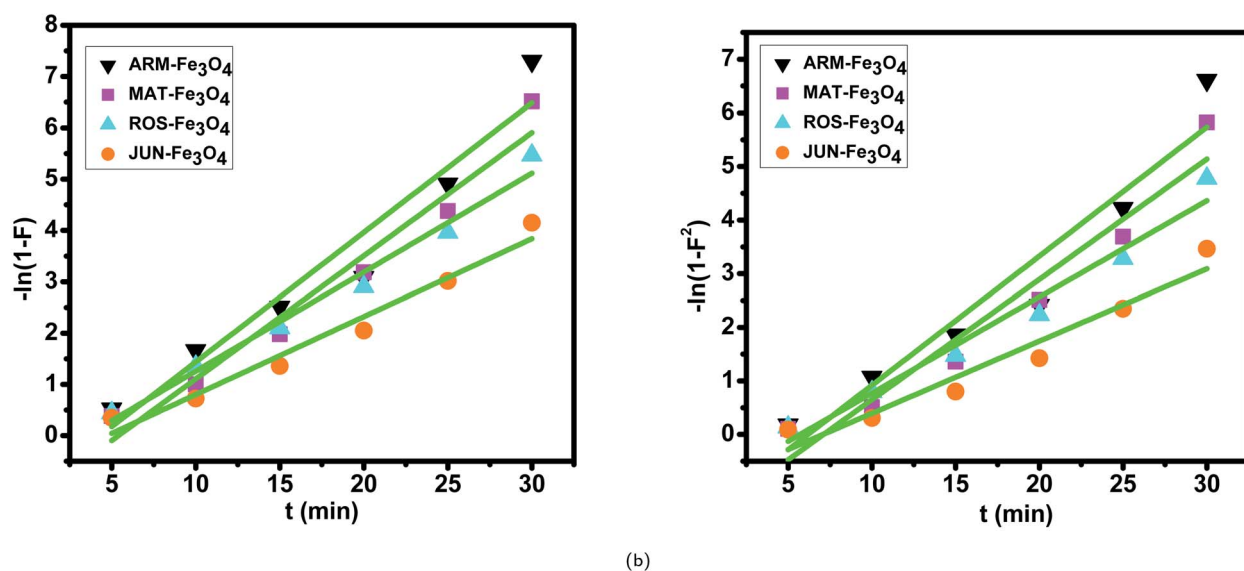 8
7
6
5
4
3
2
1
0
-ln(1-F)
ARM-Fe₃O₄
MAT-Fe₃O₄
ROS-Fe₃O₄
JUN-Fe₃O₄
5 10 15 20 25 30
t (min)
7
6
5
4
3
2
1
0
-ln(1-F²)
ARM-Fe₃O₄
MAT-Fe₃O₄
ROS-Fe₃O₄
JUN-Fe₃O₄
5 10 15 20 25 30
t (min)
(b)